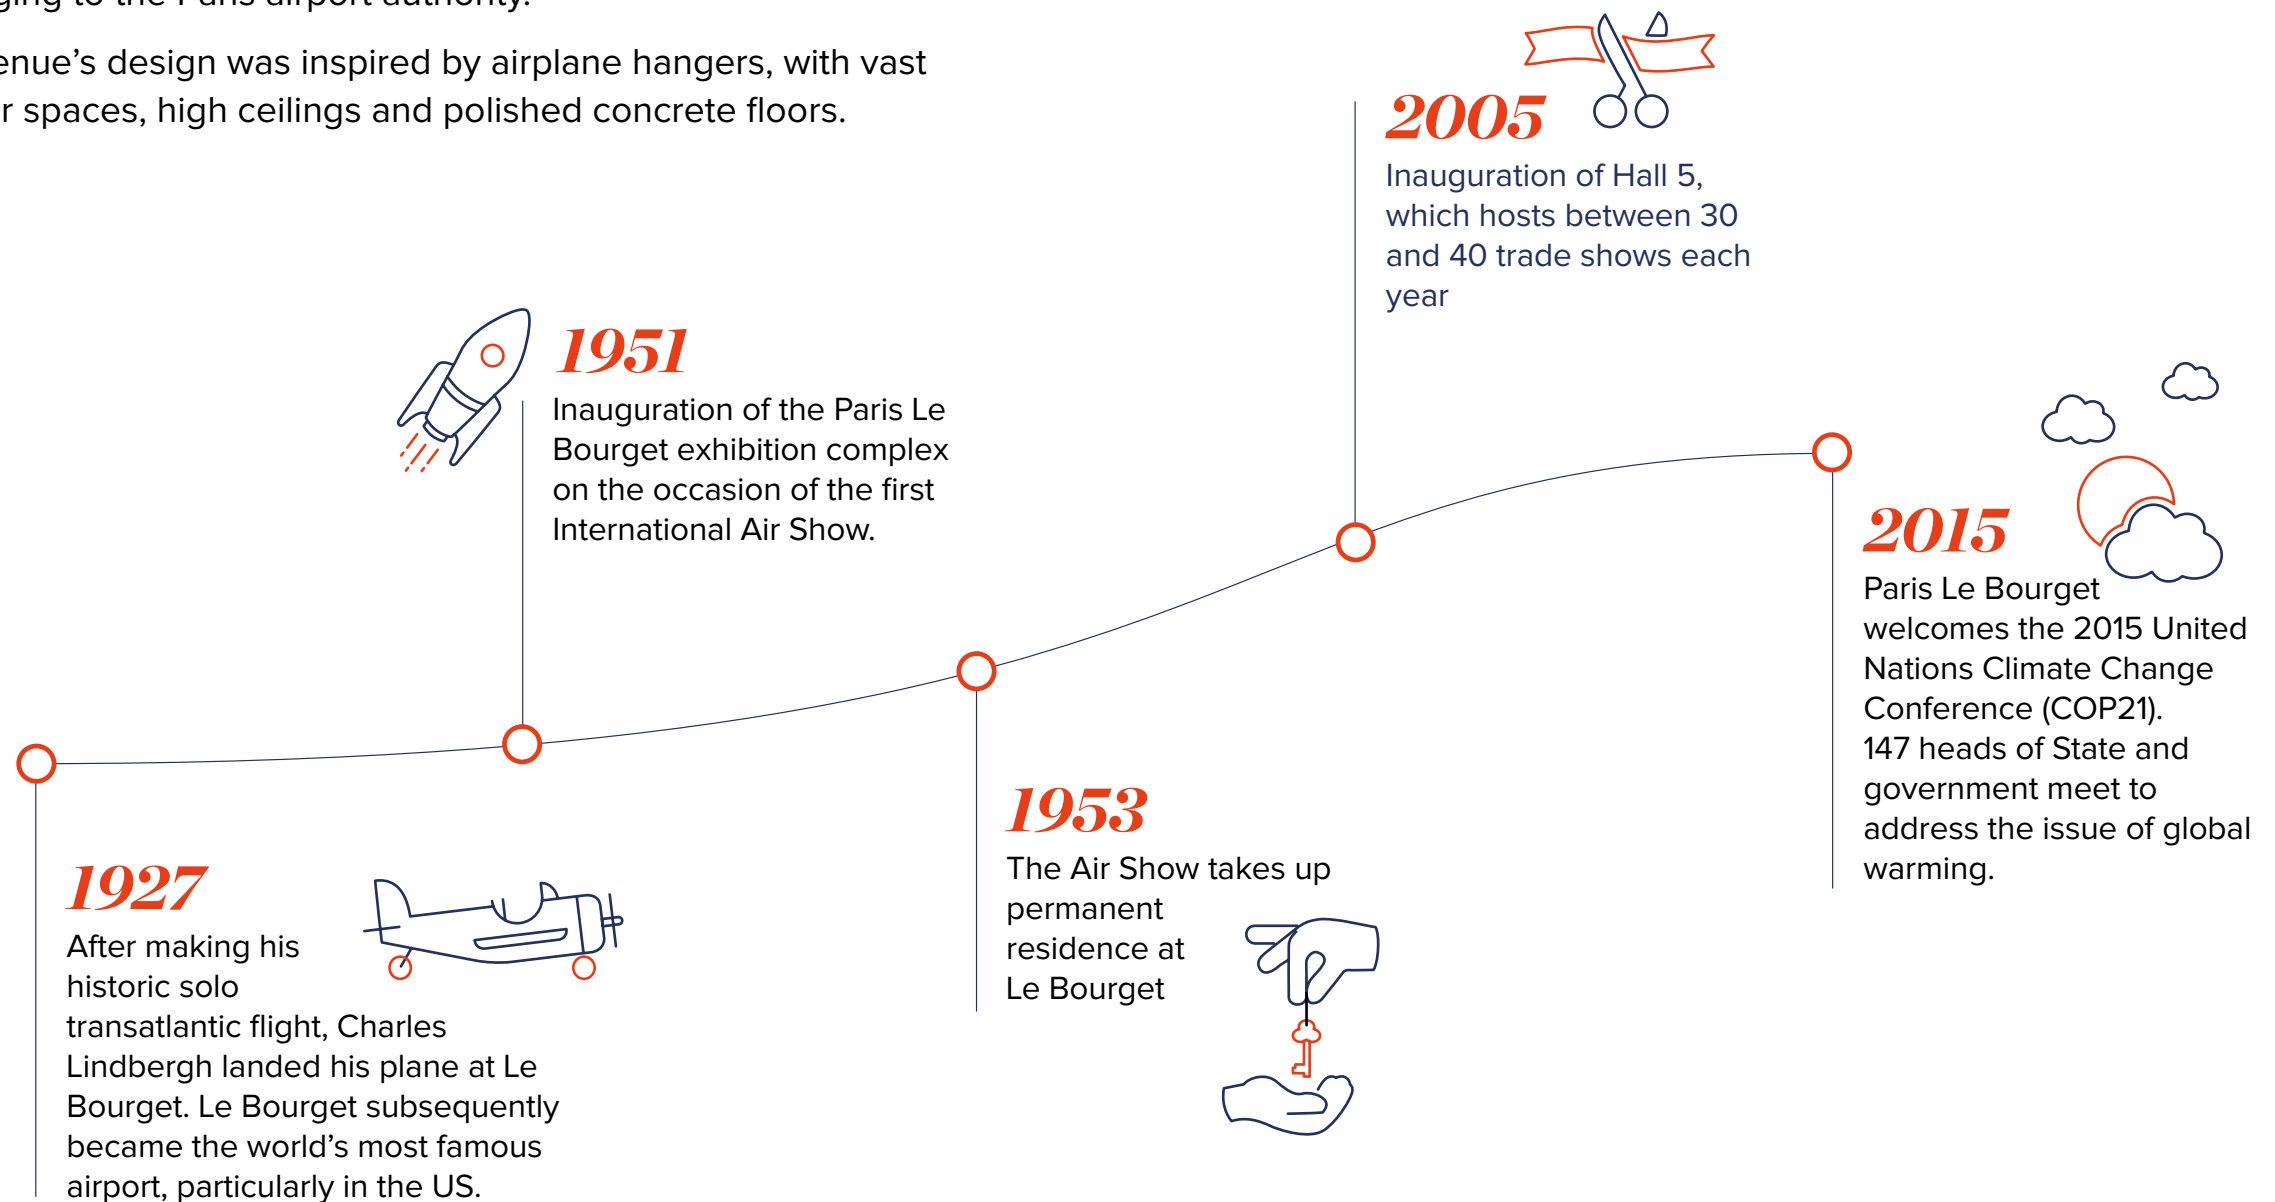 to the Paris airport authority.
design was inspired by airplane hangers, with vast
spaces, high ceilings and polished concrete floors.
2005
Inauguration of Hall 5,
which hosts between 30
and 40 trade shows each
year
1951
Inauguration of the Paris Le
Bourget exhibition complex
on the occasion of the first
International Air Show.
2015
Paris Le Bourget
welcomes the 2015 United
Nations Climate Change
Conference (COP21).
147 heads of State and
government meet to
address the issue of global
warming.
1953
The Air Show takes up
permanent
residence at
Le Bourget
1927
After making his
historic solo
transatlantic flight, Charles
Lindbergh landed his plane at Le
Bourget. Le Bourget subsequently
became the world’s most famous
airport, particularly in the US.